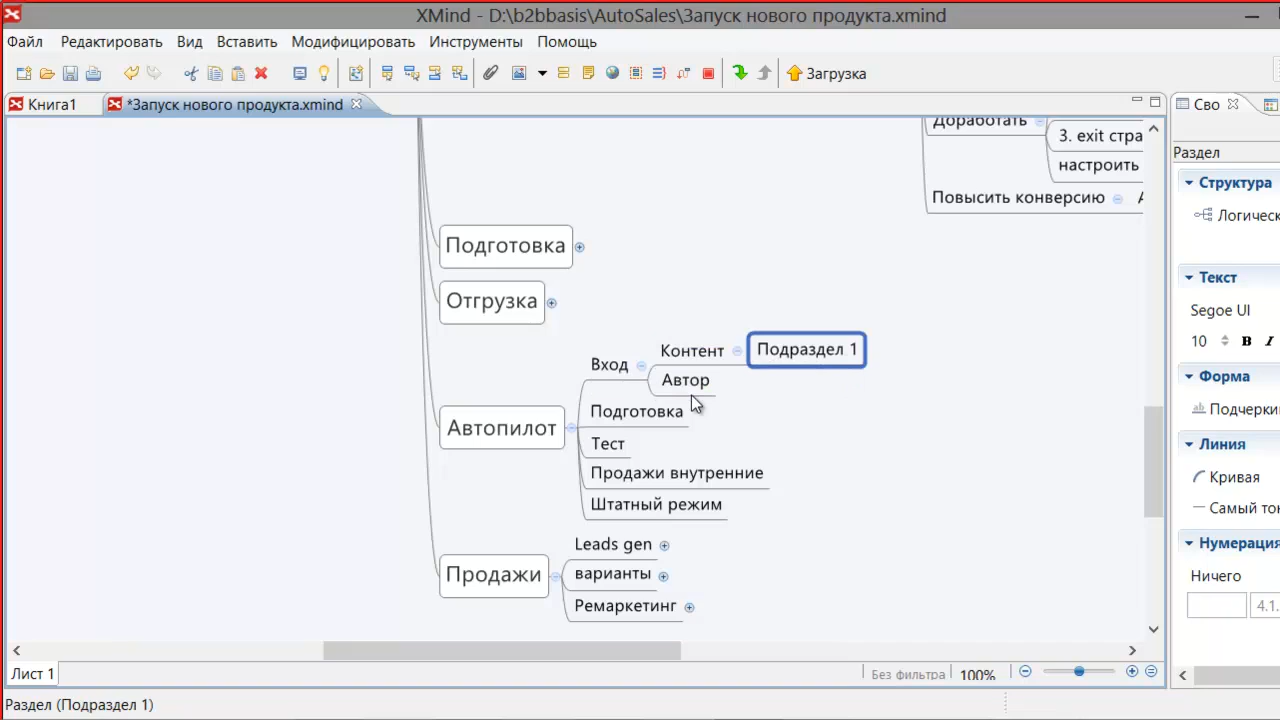 XMind - D:\b2bbasis\AutoSales\Запуск нового продукта.xmind
Файл Редактировать Вид Вставить Модифицировать Инструменты Помощь
Загрузка
Книга1 *Запуск нового продукта.xmind Сво
Доработать
3. exit стра
настроить
Повысить конверсию
Подготовка
Отгрузка
Автопилот
Вход
Контент
Подраздел 1
Автор
Подготовка
Тест
Продажи внутренние
Штатный режим
Продажи
Leads gen
варианты
Ремаркетинг
Раздел
Структура
Логическ
Текст
Segoe UI
10 B I
Форма
Подчерки
Линия
Кривая
Самый то
Нумерация
Ничего
4.1.
Лист 1
Без фильтра 100%
Раздел (Подраздел 1)